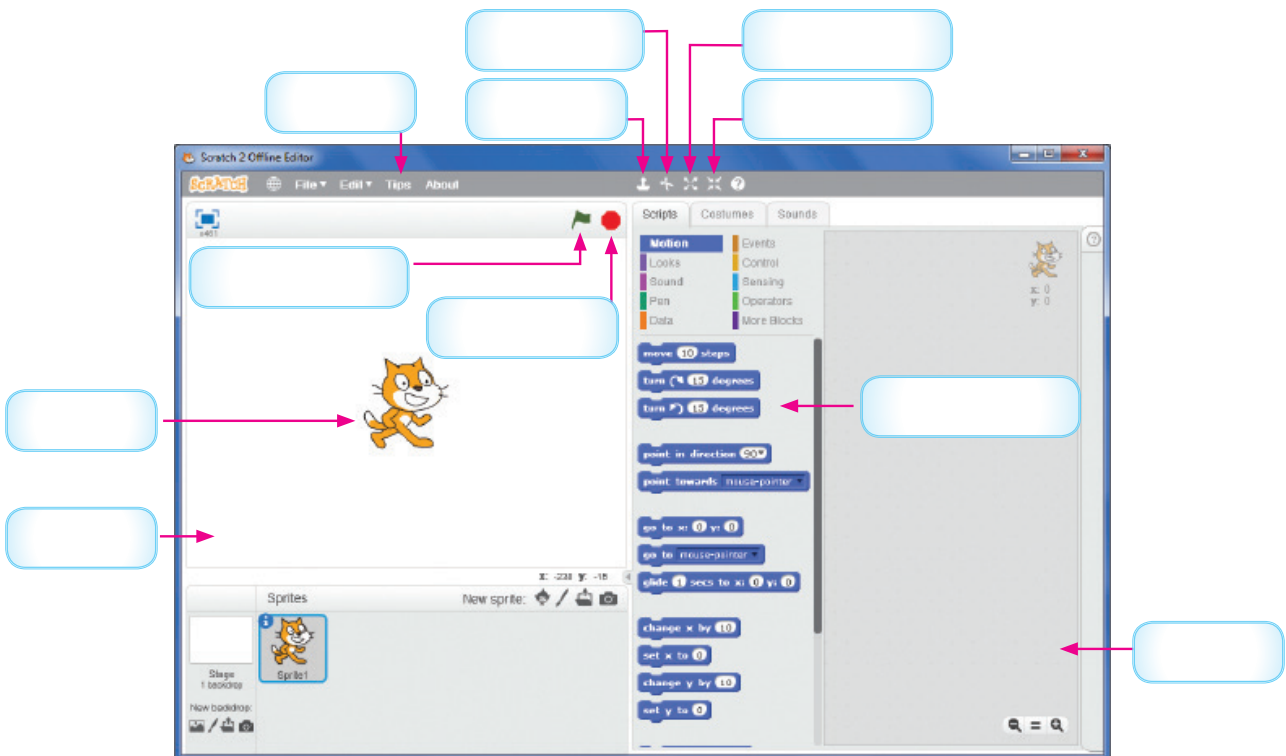 Scratch 2 Offline Editor
SCRATCH File Edit Tips About
v461
Scripts Costumes Sounds
Motion Events
Looks Control
Sound Sensing
Pen Operators
Data More Blocks
x: 0
y: 0
move 10 steps
turn 15 degrees
turn 15 degrees
point in direction 90
point towards mouse-pointer
go to x: 0 y: 0
go to mouse-pointer
glide 1 secs to x: 0 y: 0
change x by 10
set x to 0
change y by 10
set y to 0
Sprites New sprite:
Sprite1
Stage
1 backdrop
New backdrop: